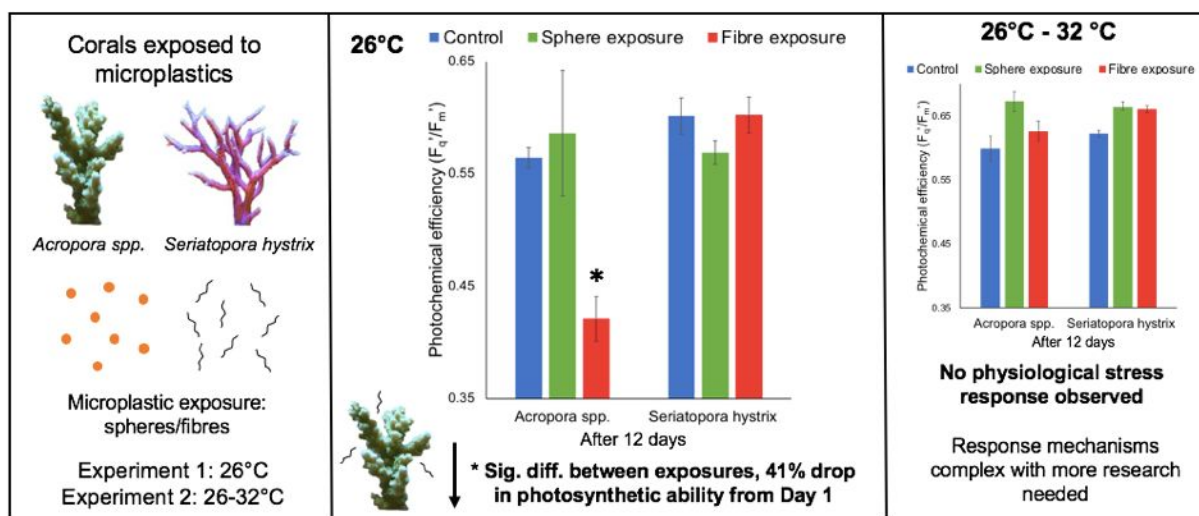 Corals exposed to
microplastics
Acropora spp.
Seriatopora hystrix
Microplastic exposure:
spheres/fibres
Experiment 1: 26°C
Experiment 2: 26-32°C
26°C
Control
Sphere exposure
Fibre exposure
Photochemical efficiency (Fq'/Fm')
0.65
0.55
0.45
0.35
*
Acropora spp.
Seriatopora hystrix
After 12 days
* Sig. diff. between exposures, 41% drop
in photosynthetic ability from Day 1
26°C - 32 °C
Control
Sphere exposure
Fibre exposure
Photochemical efficiency (Fq'/Fm')
0.65
0.55
0.45
0.35
Acropora spp.
Seriatopora hystrix
After 12 days
No physiological stress
response observed
Response mechanisms
complex with more research
needed